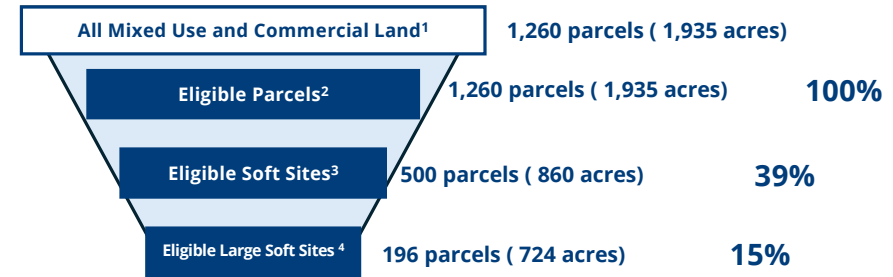 All Mixed Use and Commercial Land¹ 1,260 parcels ( 1,935 acres)
Eligible Parcels² 1,260 parcels ( 1,935 acres) 100%
Eligible Soft Sites³ 500 parcels ( 860 acres) 39%
Eligible Large Soft Sites ⁴ 196 parcels ( 724 acres) 15%